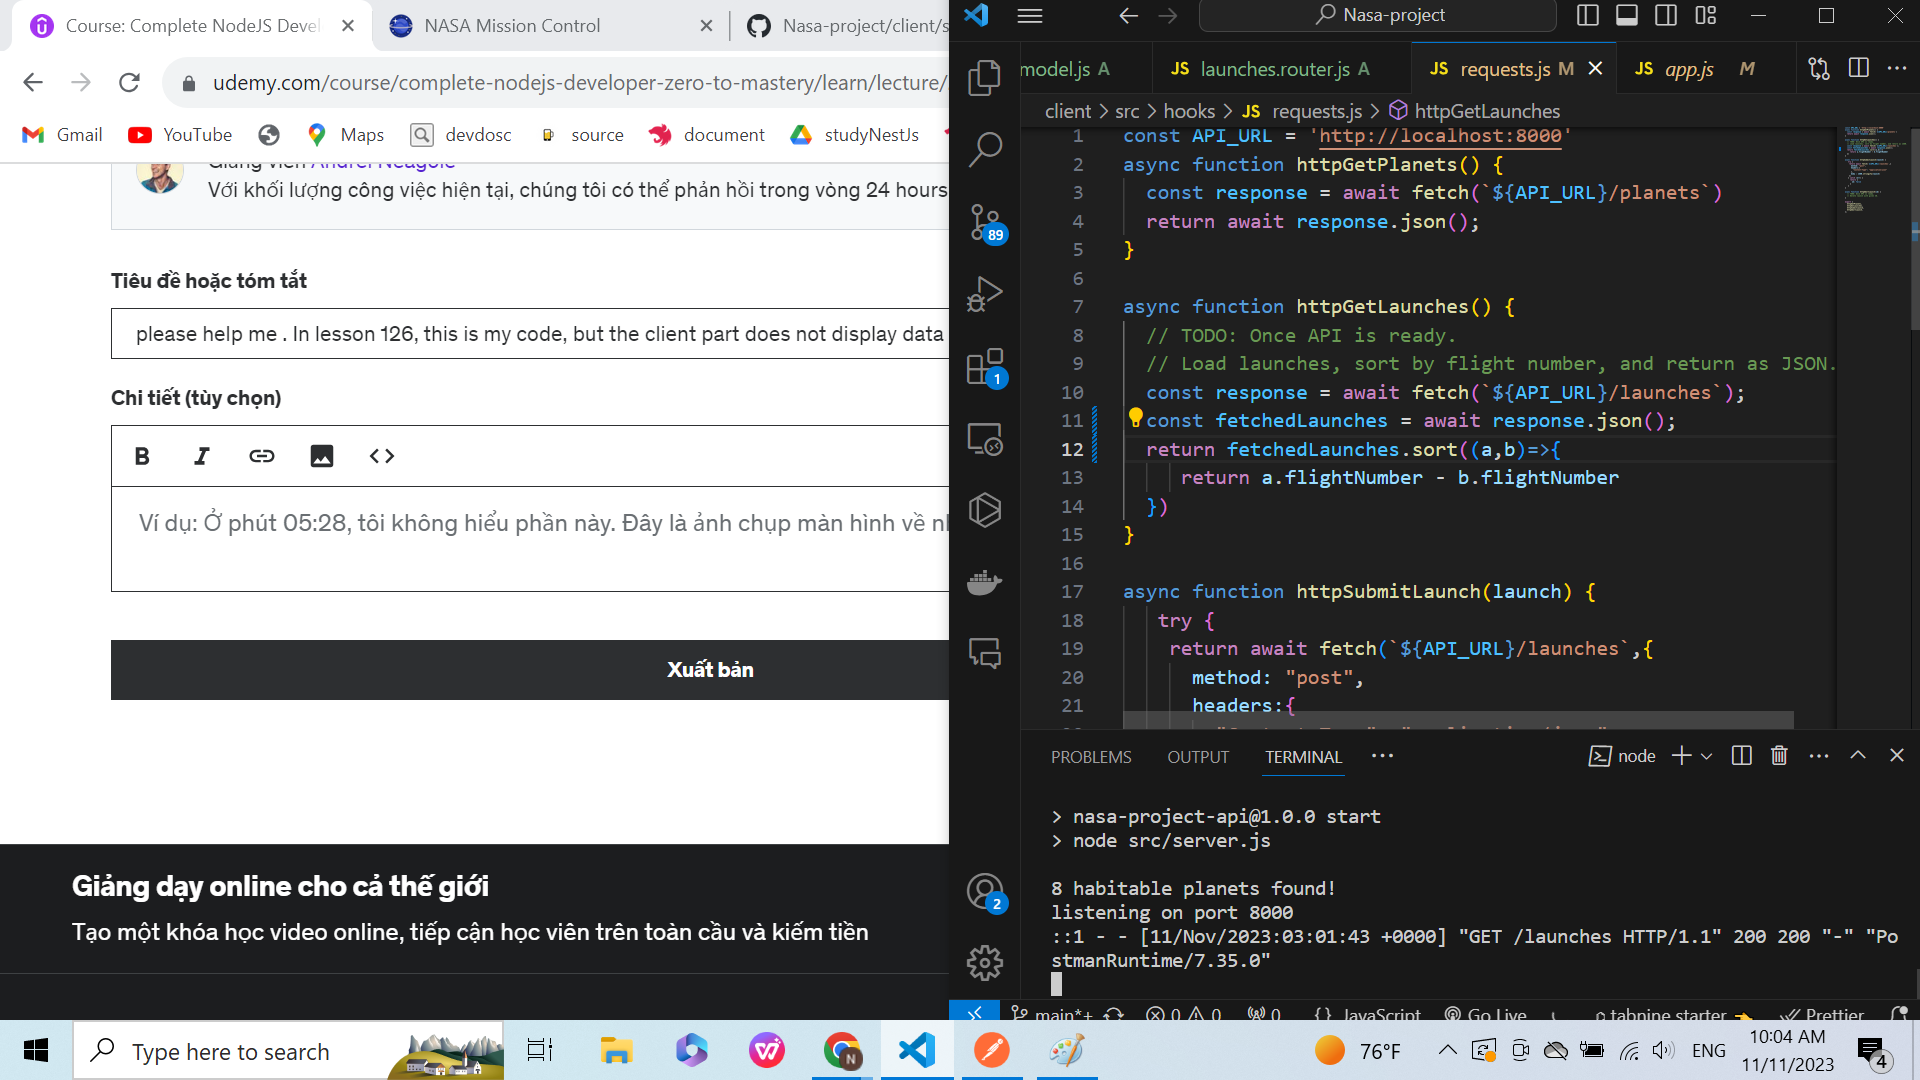 Course: Complete NodeJS Devel
NASA Mission Control
Nasa-project/client/s
udemy.com/course/complete-nodejs-developer-zero-to-mastery/learn/lecture/
Gmail
YouTube
Maps
devdosc
source
document
studyNestJs
Giảng viên Andrei Neagoie
Với khối lượng công việc hiện tại, chúng tôi có thể phản hồi trong vòng 24 hours
Tiêu đề hoặc tóm tắt
please help me . In lesson 126, this is my code, but the client part does not display data
Chi tiết (tùy chọn)
B I
Ví dụ: Ở phút 05:28, tôi không hiểu phần này. Đây là ảnh chụp màn hình về
Xuất bản
Giảng dạy online cho cả thế giới
Tạo một khóa học video online, tiếp cận học viên trên toàn cầu và kiếm tiền
Nasa-project
model.js A
JS launches.router.js A
JS requests.js M
JS app.js M
client > src > hooks > JS requests.js > httpGetLaunches
1 const API_URL = 'http://localhost:8000'
2 async function httpGetPlanets() {
3 const response = await fetch(`${API_URL}/planets`)
4 return await response.json();
5 }
6
7 async function httpGetLaunches() {
8 // TODO: Once API is ready.
9 // Load launches, sort by flight number, and return as JSON.
10 const response = await fetch(`${API_URL}/launches`);
11 const fetchedLaunches = await response.json();
12 return fetchedLaunches.sort((a,b)=>{
13 return a.flightNumber - b.flightNumber
14 })
15 }
16
17 async function httpSubmitLaunch(launch) {
18 try {
19 return await fetch(`${API_URL}/launches`,{
20 method: "post",
21 headers:{
89
1
2
PROBLEMS OUTPUT TERMINAL ···
node
> nasa-project-api@1.0.0 start
> node src/server.js
8 habitable planets found!
listening on port 8000
::1 - - [11/Nov/2023:03:01:43 +0000] "GET /launches HTTP/1.1" 200 200 "-" "Po
stmanRuntime/7.35.0"
main*+ 0 0 0 {} JavaScript Go Live tabnine starter Prettier
Type here to search
N
76°F
ENG
10:04 AM
11/11/2023
4